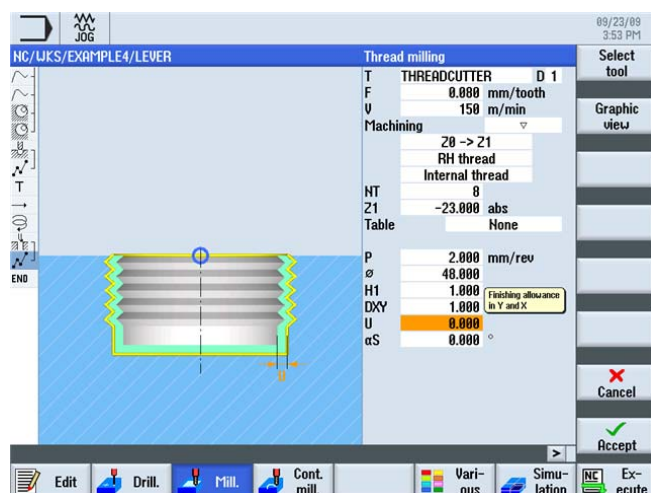 JOG
09/23/09
3:53 PM
NC/WKS/EXAMPLE4/LEVER
Thread milling
Select tool
T THREADCUTTER D 1
F 0.080 mm/tooth
V 150 m/min
Machining ▽
Graphic view
Z0 -> Z1
RH thread
Internal thread
NT 8
Z1 -23.000 abs
Table None
P 2.000 mm/rev
ø 48.000
H1 1.000
DXY 1.000
Finishing allowance
in Y and X
U 0.000
αS 0.000 °
T
END
U
Cancel
Accept
>
Edit
Drill.
Mill.
Cont.
mill.
Vari-
ous
Simu-
lation
NC
Ex-
ecute